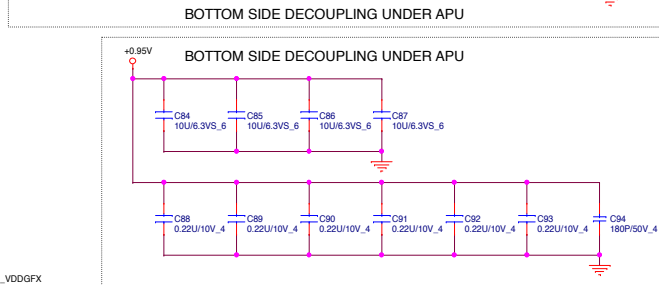 BOTTOM SIDE DECOUPLING UNDER APU
+0.95V
BOTTOM SIDE DECOUPLING UNDER APU
C84 C85 C86 C87
10U/6.3VS_6 10U/6.3VS_6 10U/6.3VS_6 10U/6.3VS_6
C88 C89 C90 C91 C92 C93 C94
0.22U/10V_4 0.22U/10V_4 0.22U/10V_4 0.22U/10V_4 0.22U/10V_4 0.22U/10V_4 180P/50V_4
_VDDGFX